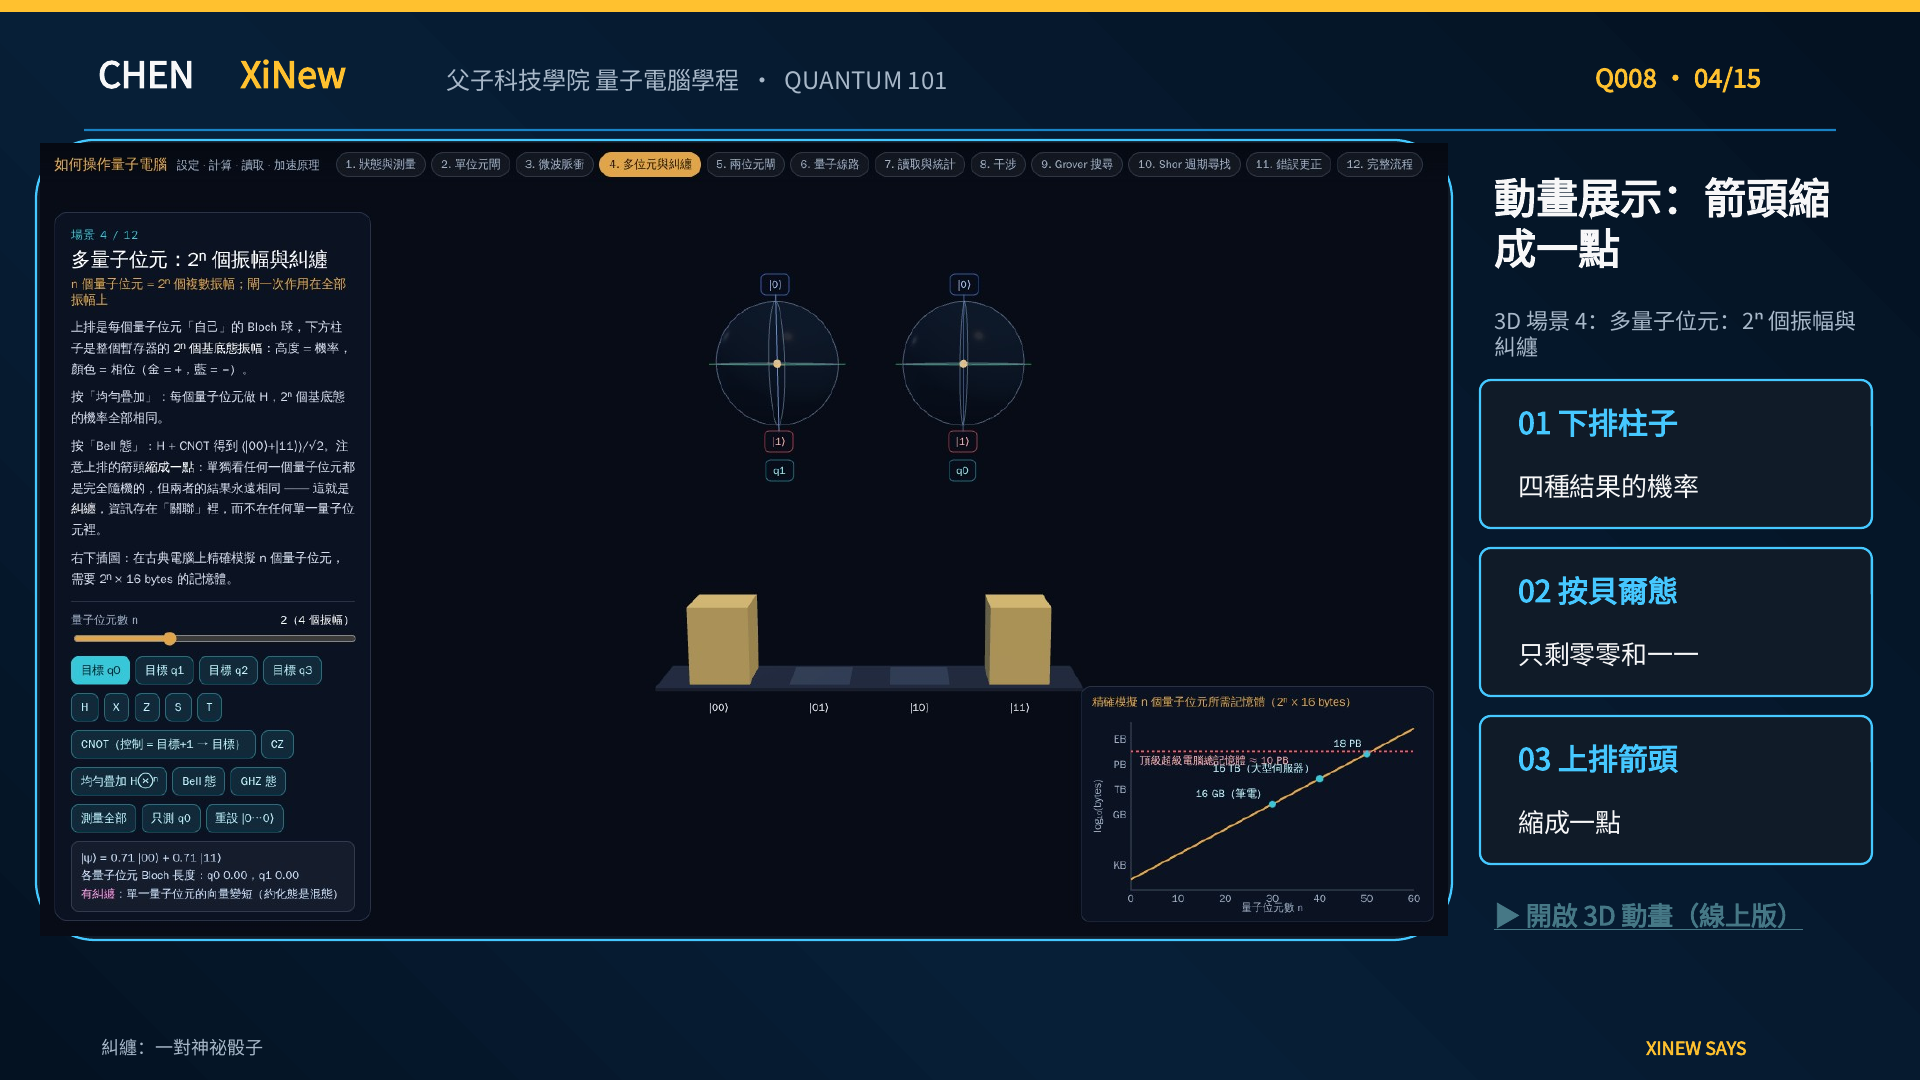 CHEN XiNew
父子科技學院 量子電腦學程 • QUANTUM 101
Q008 • 04/15
如何操作量子電腦
設定 · 計算 · 讀取 · 加速原理
1. 狀態與測量
2. 單位元閘
3. 微波脈衝
4. 多位元與糾纏
5. 兩位元閘
6. 量子線路
7. 讀取與統計
8. 干涉
9. Grover 搜尋
10. Shor 週期尋找
11. 錯誤更正
12. 完整流程
場景 4 / 12
多量子位元：2ⁿ 個振幅與糾纏
n 個量子位元 = 2ⁿ 個複數振幅；閘一次作用在全部
振幅上
上排是每個量子位元「自己」的 Bloch 球，下方柱
子是整個暫存器的 2ⁿ 個基底態振幅：高度 = 機率，
顏色 = 相位（金 = +，藍 = −）。
按「均勻疊加」：每個量子位元做 H，2ⁿ 個基底態
的機率全部相同。
按「Bell 態」：H + CNOT 得到 (|00⟩+|11⟩)/√2。注
意上排的箭頭縮成一點：單獨看任何一個量子位元都
是完全隨機的，但兩者的結果永遠相同 —— 這就是
糾纏，資訊存在「關聯」裡，而不在任何單一量子位
元裡。
右下插圖：在古典電腦上精確模擬 n 個量子位元，
需要 2ⁿ × 16 bytes 的記憶體。
量子位元數 n
2（4 個振幅）
目標 q0
目標 q1
目標 q2
目標 q3
H
X
Z
S
T
CNOT（控制 = 目標+1 → 目標）
CZ
均勻疊加 H⊗ⁿ
Bell 態
GHZ 態
測量全部
只測 q0
重設 |0⋯0⟩
|ψ⟩ = 0.71 |00⟩ + 0.71 |11⟩
各量子位元 Bloch 長度：q0 0.00，q1 0.00
有糾纏：單一量子位元的向量變短（約化態是混態）
|0⟩
|0⟩
|1⟩
|1⟩
q1
q0
|00⟩
|01⟩
|10⟩
|11⟩
精確模擬 n 個量子位元所需記憶體（2ⁿ × 16 bytes）
EB
PB
TB
GB
KB
log₁₀(bytes)
18 PB
頂級超級電腦總記憶體 ≈ 10 PB
16 TB（大型伺服器）
16 GB（筆電）
0
10
20
30
40
50
60
量子位元數 n
動畫展示：箭頭縮
成一點
3D 場景 4：多量子位元：2ⁿ 個振幅與
糾纏
01 下排柱子
四種結果的機率
02 按貝爾態
只剩零零和一一
03 上排箭頭
縮成一點
▶ 開啟 3D 動畫（線上版）
糾纏：一對神祕骰子
XINEW SAYS